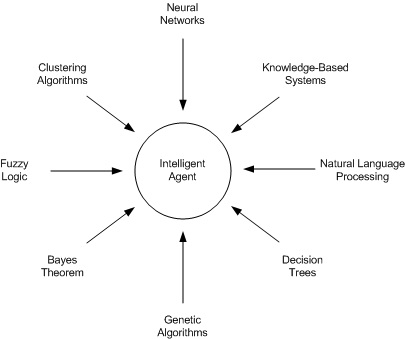 Neural
Networks
Clustering
Algorithms
Knowledge-Based
Systems
Fuzzy
Logic
Intelligent
Agent
Natural Language
Processing
Bayes
Theorem
Decision
Trees
Genetic
Algorithms